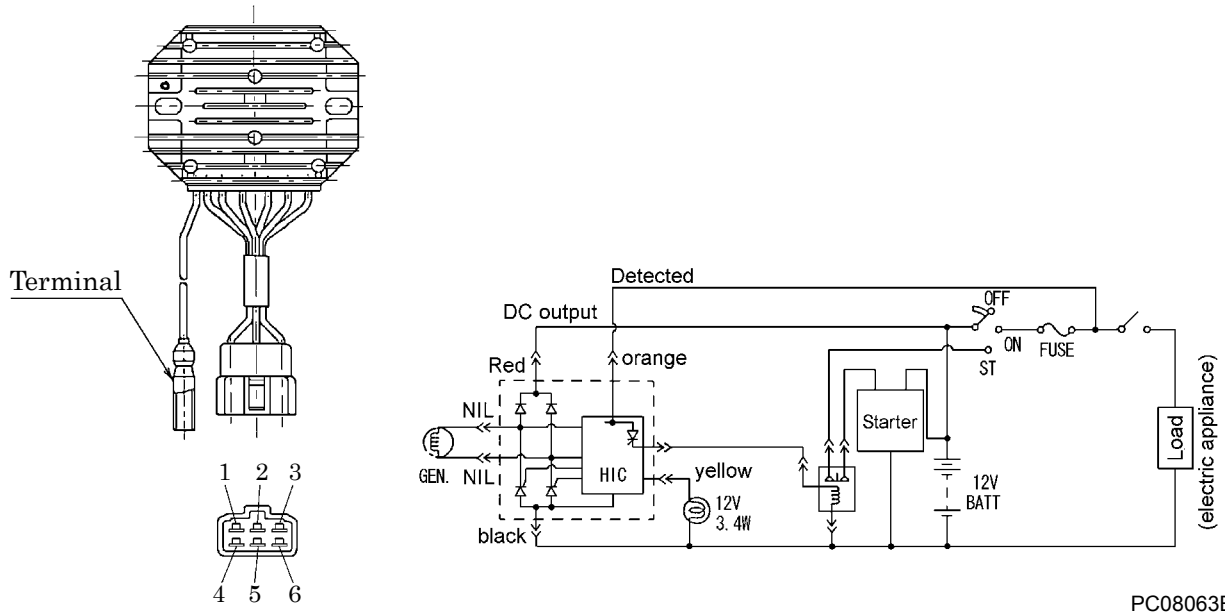 Terminal
1 2 3
4 5 6
Detected
DC output
OFF
ON
FUSE
ST
Red
orange
NIL
GEN.
NIL
HIC
yellow
12V
3.4W
black
Starter
12V
BATT
Load
(electric appliance)
PC08063E